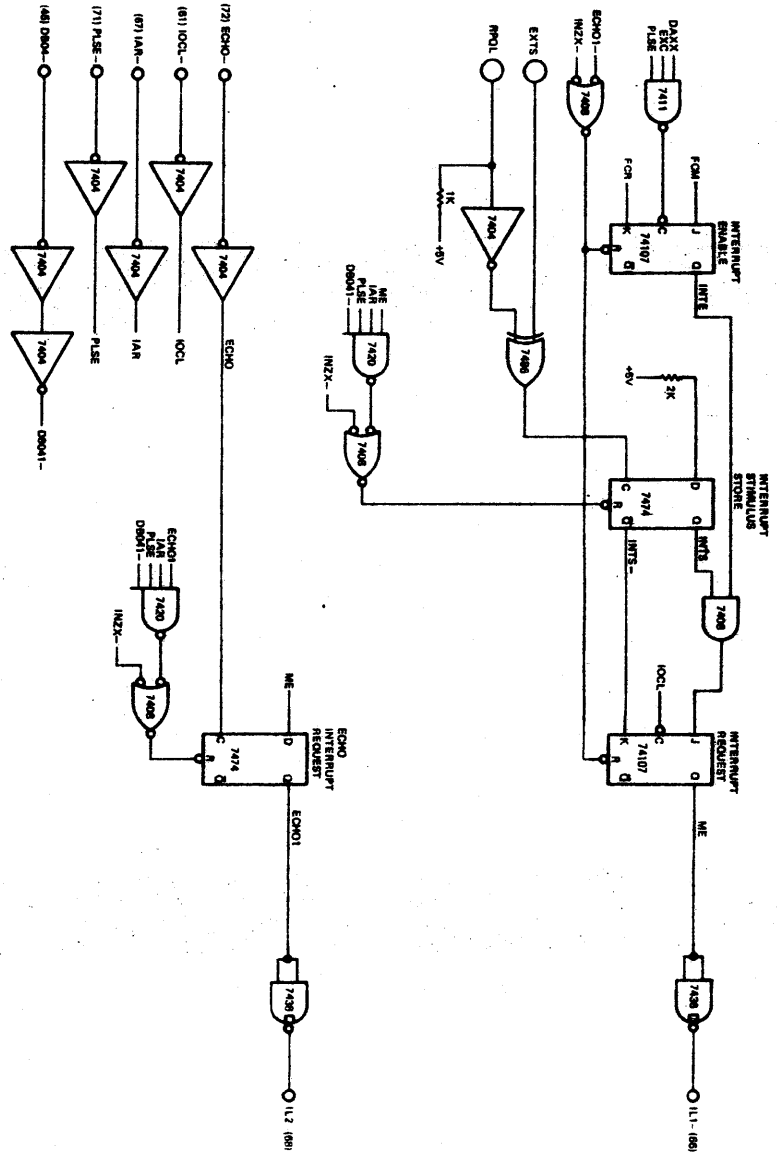 DAXX
EXC
PLSE
7411
ECHO1-
INZX-
7408
FCM
FCR
INTERRUPT
ENABLE
J
C
K
Q
Q̅
R
74107
INTE
EXTS
RPQL
1K
+5V
7404
7486
ME
IAR
PLSE
DB041-
7420
INZX-
7408
+5V
2K
INTERRUPT
STIMULUS
STORE
D
C
Q
Q̅
R
7474
INTS
INTS-
7408
IOCL
INTERRUPT
REQUEST
J
C
K
Q
Q̅
R
74107
ME
7438
IL1- (66)
(72) ECHO-
7404
ECHO
(61) IOCL-
7404
IOCL
(67) IAR-
7404
IAR
(71) PLSE-
7404
PLSE
(46) DB04-
7404
7404
DB041-
ECHO1
IAR
PLSE
DB041-
7420
INZX-
7408
ME
ECHO
INTERRUPT
REQUEST
D
C
Q
Q̅
R
7474
ECHO1
7438
IL2 (68)